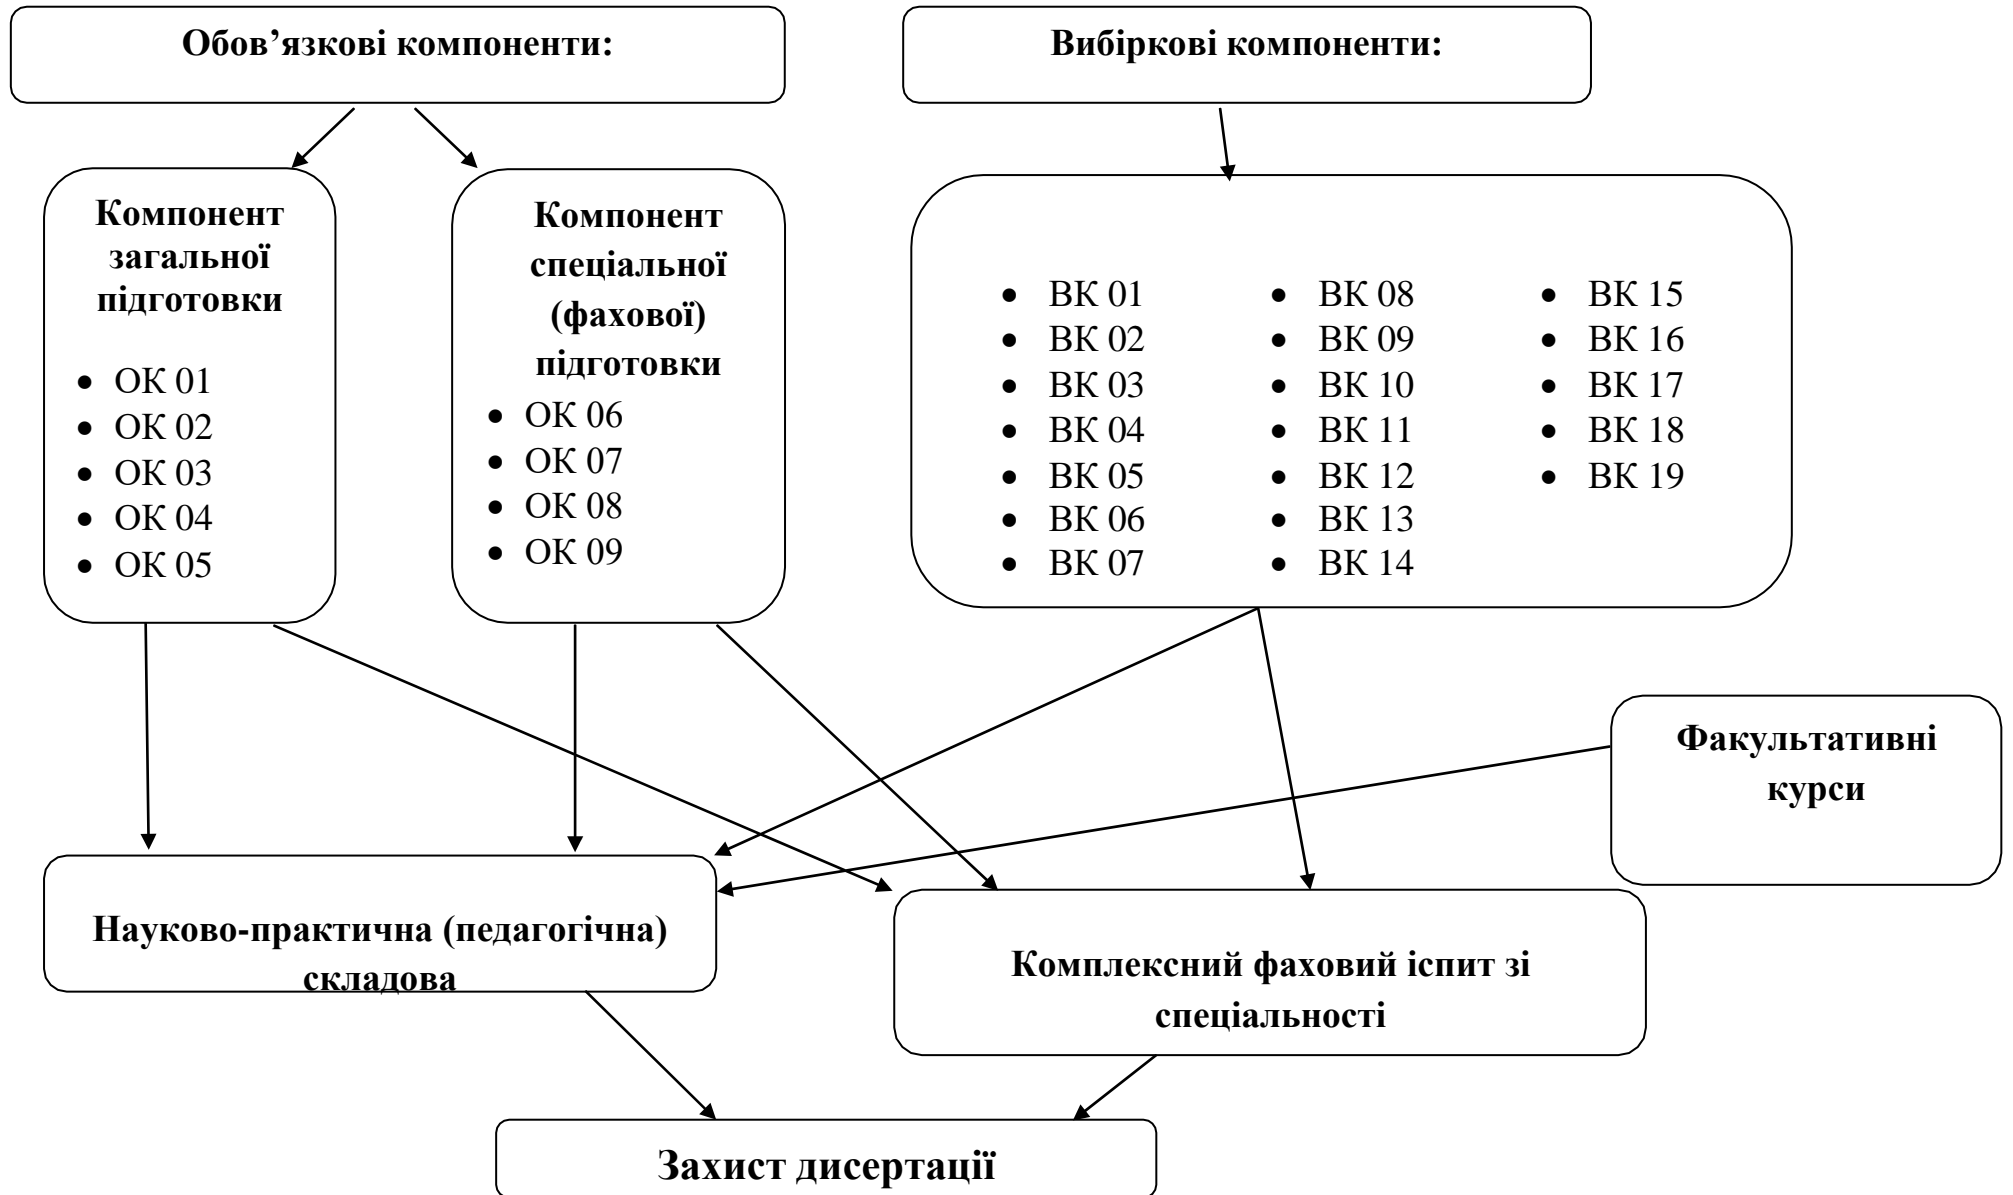 Обов’язкові компоненти:
Вибіркові компоненти:
Компонент
загальної
підготовки
• ОК 01
• ОК 02
• ОК 03
• ОК 04
• ОК 05
Компонент
спеціальної
(фахової)
підготовки
• ОК 06
• ОК 07
• ОК 08
• ОК 09
• ВК 01
• ВК 02
• ВК 03
• ВК 04
• ВК 05
• ВК 06
• ВК 07
• ВК 08
• ВК 09
• ВК 10
• ВК 11
• ВК 12
• ВК 13
• ВК 14
• ВК 15
• ВК 16
• ВК 17
• ВК 18
• ВК 19
Факультативні
курси
Науково-практична (педагогічна)
складова
Комплексний фаховий іспит зі
спеціальності
Захист дисертації